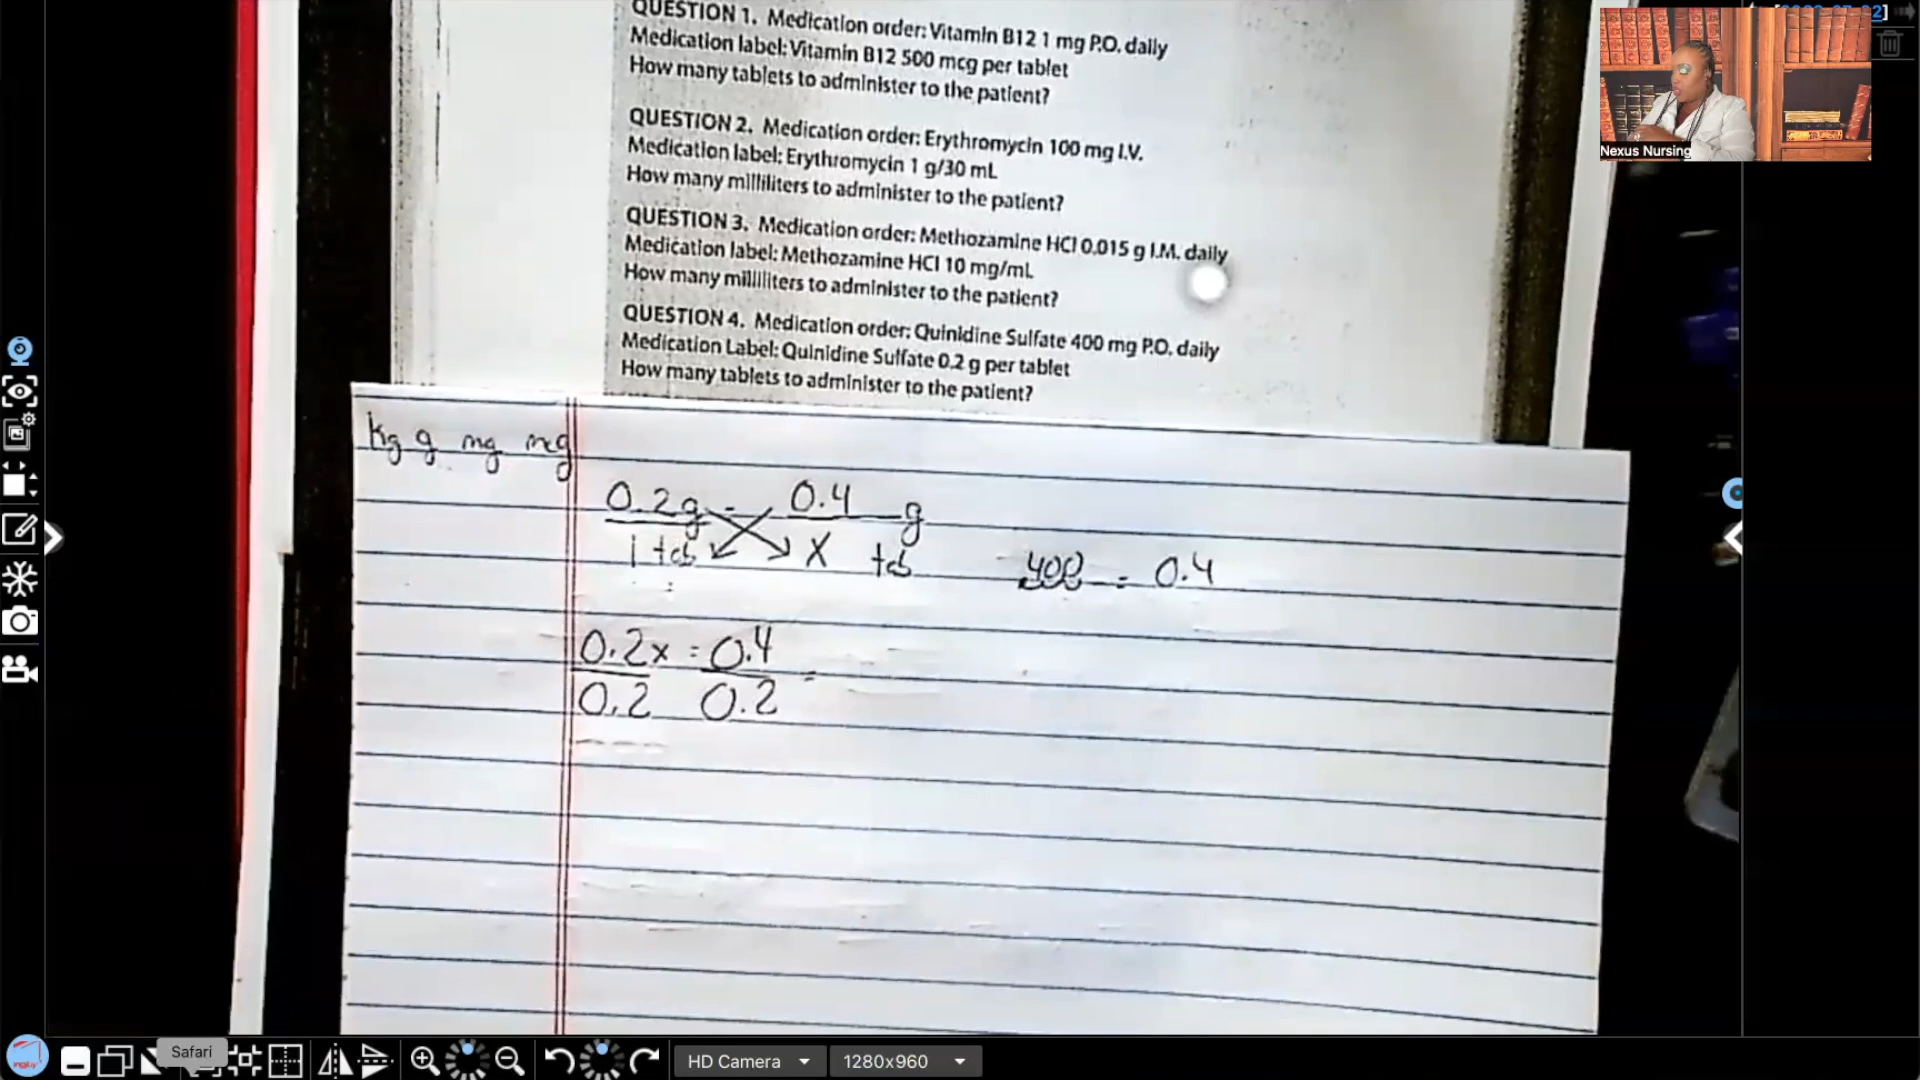 QUESTION 1. Medication order: Vitamin B12 1 mg P.O. daily
Medication label: Vitamin B12 500 mcg per tablet
How many tablets to administer to the patient?
QUESTION 2. Medication order: Erythromycin 100 mg I.V.
Medication label: Erythromycin 1 g/30 mL
How many milliliters to administer to the patient?
QUESTION 3. Medication order: Methozamine HCl 0.015 g I.M. daily
Medication label: Methozamine HCl 10 mg/mL
How many milliliters to administer to the patient?
QUESTION 4. Medication order: Quinidine Sulfate 400 mg P.O. daily
Medication Label: Quinidine Sulfate 0.2 g per tablet
How many tablets to administer to the patient?
Nexus Nursing
kg g mg mcg
0.2g = 0.4 g
1 tab X tab
400 = 0.4
0.2x = 0.4 =
0.2 0.2
Safari
HD Camera
1280x960